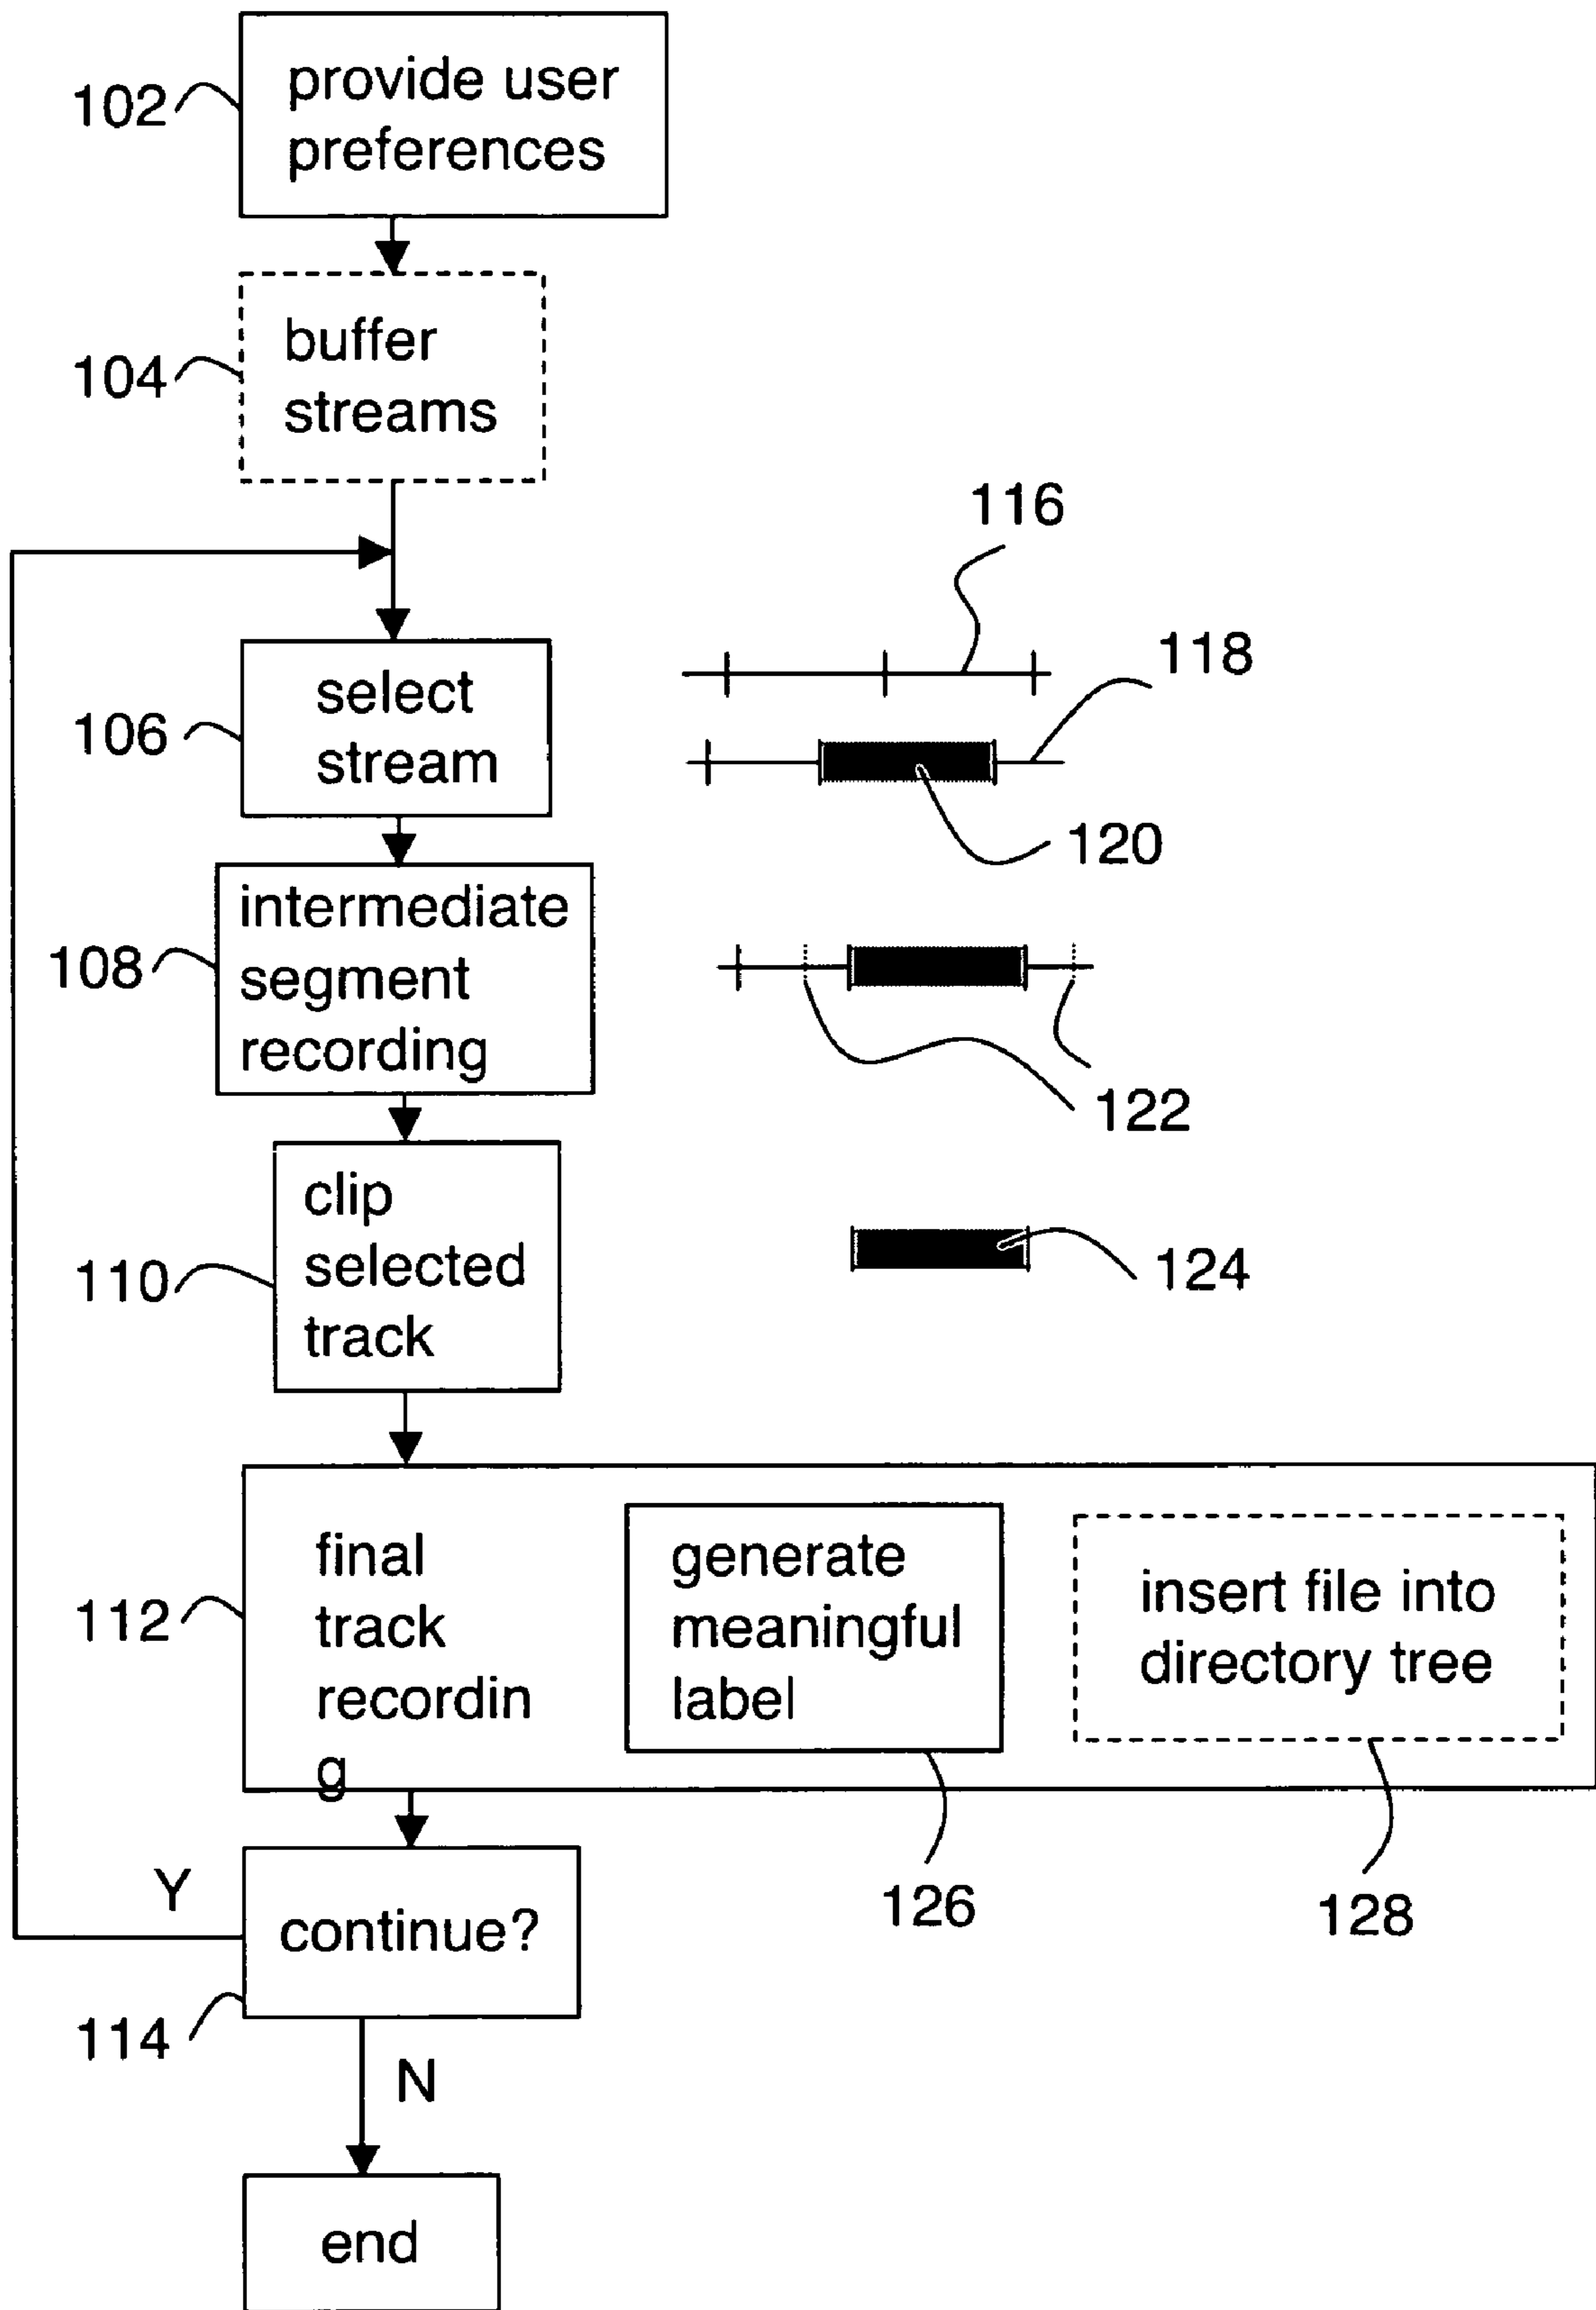 provide user
preferences
102
buffer
streams
104
116
select
stream
106
118
120
intermediate
segment
recording
108
122
clip
selected
track
110
124
final
track
recordin
g
112
generate
meaningful
label
insert file into
directory tree
126
128
Y
continue?
114
N
end